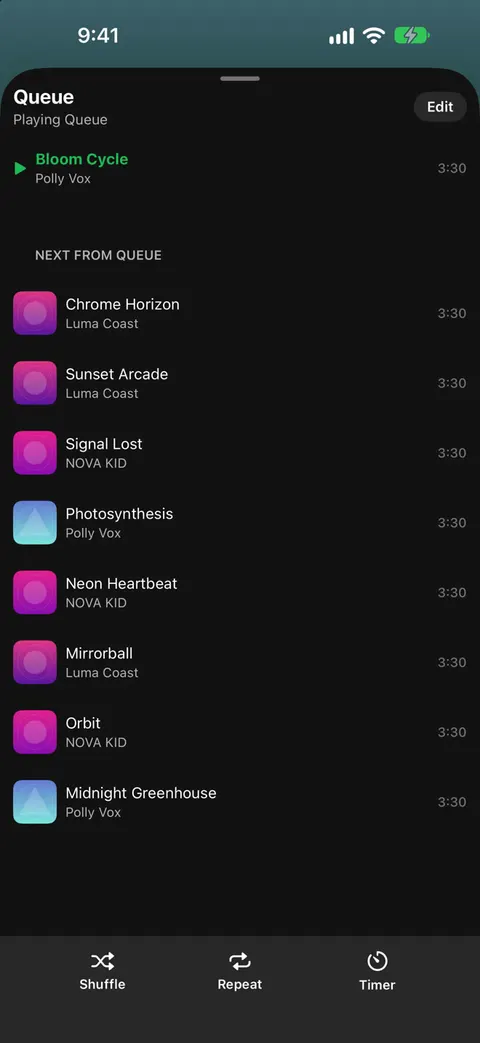 9:41
Queue
Playing Queue
Edit
Bloom Cycle
Polly Vox
3:30
NEXT FROM QUEUE
Chrome Horizon
Luma Coast
3:30
Sunset Arcade
Luma Coast
3:30
Signal Lost
NOVA KID
3:30
Photosynthesis
Polly Vox
3:30
Neon Heartbeat
NOVA KID
3:30
Mirrorball
Luma Coast
3:30
Orbit
NOVA KID
3:30
Midnight Greenhouse
Polly Vox
3:30
Shuffle
Repeat
Timer